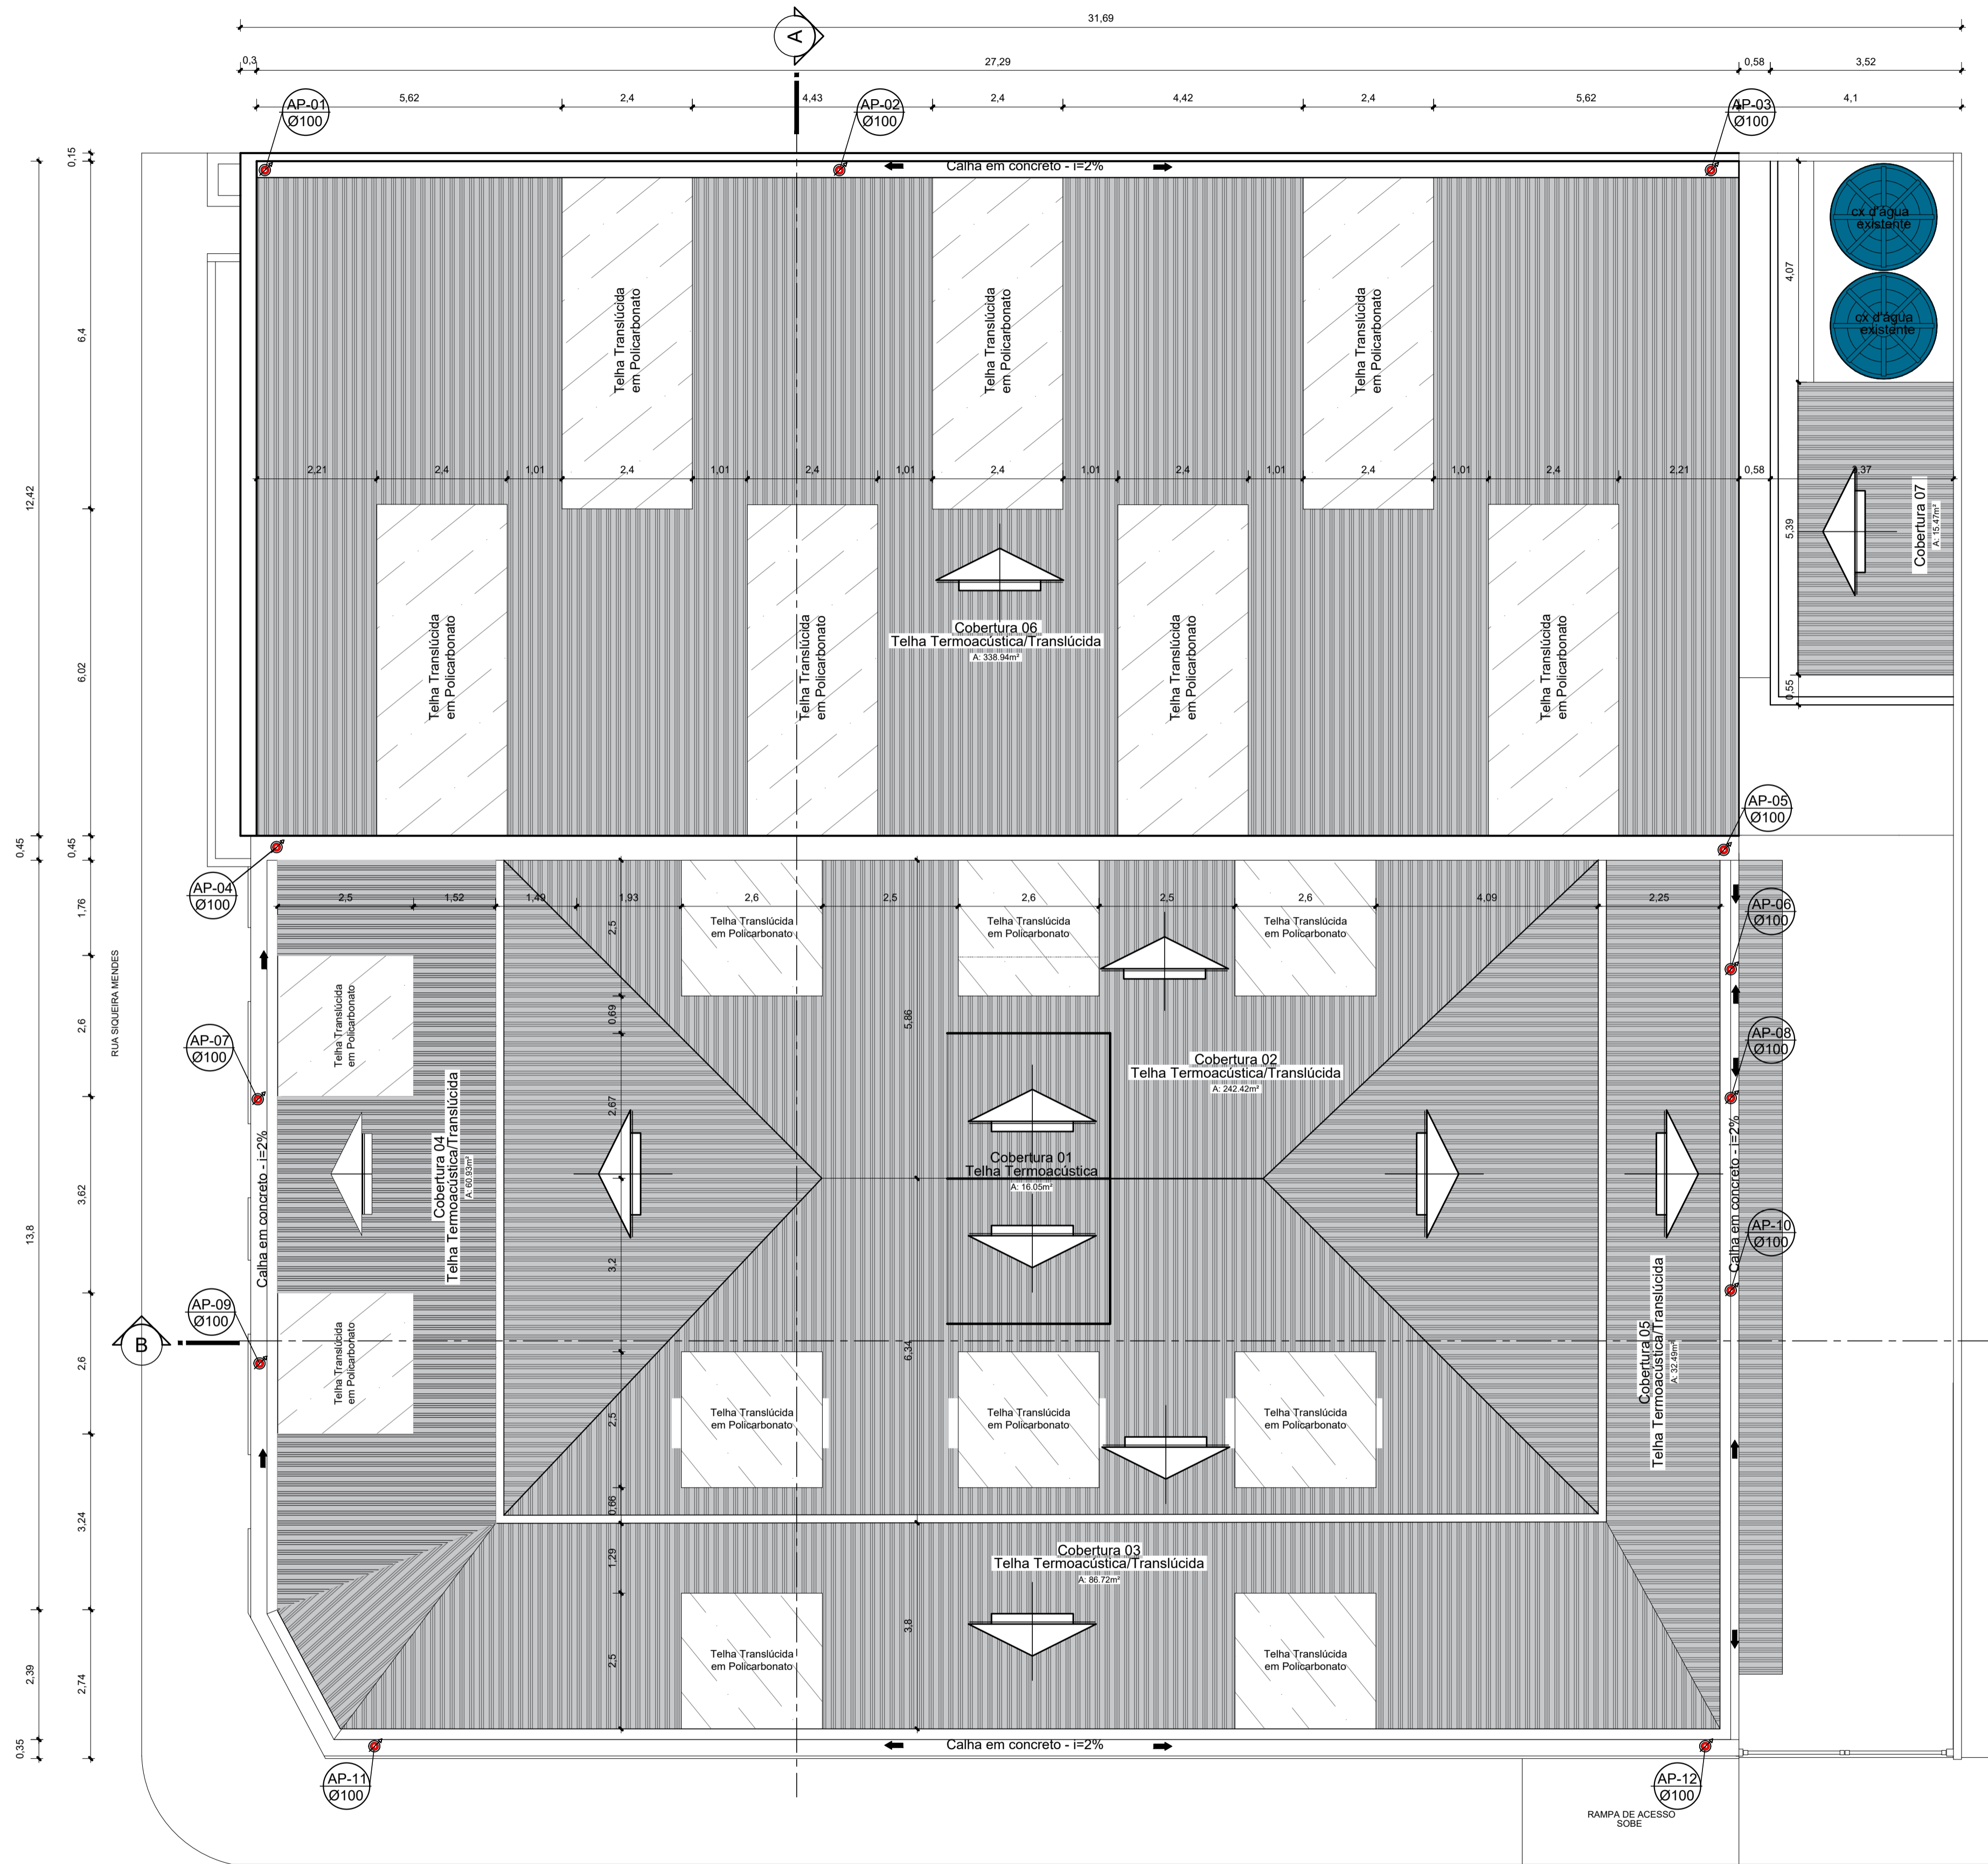 31,69
A
0,3
27,29
0,58
3,52
5,62
2,4
4,43
2,4
4,42
2,4
5,62
4,1
AP-01
Ø100
AP-02
Ø100
AP-03
Ø100
0,15
Calha em concreto - i=2%
cx d'água
existente
cx d'água
existente
4,07
6,4
Telha Translúcida
em Policarbonato
Telha Translúcida
em Policarbonato
Telha Translúcida
em Policarbonato
12,42
2,21
2,4
1,01
2,4
1,01
2,4
1,01
2,4
1,01
2,4
1,01
2,4
1,01
2,4
2,21
0,58
5,39
Cobertura 07
A: 15.47m²
Cobertura 06
Telha Termoacústica/Translúcida
A: 338.94m²
6,02
Telha Translúcida
em Policarbonato
Telha Translúcida
em Policarbonato
Telha Translúcida
em Policarbonato
Telha Translúcida
em Policarbonato
0,55
AP-05
Ø100
0,45
0,45
AP-04
Ø100
2,5
1,52
1,49
1,93
2,6
2,5
2,6
2,5
2,6
4,09
2,25
1,76
2,5
Telha Translúcida
em Policarbonato
Telha Translúcida
em Policarbonato
Telha Translúcida
em Policarbonato
AP-06
Ø100
RUA SIQUEIRA MENDES
2,6
Telha Translúcida
em Policarbonato
0,69
5,86
AP-07
Ø100
AP-08
Ø100
Cobertura 02
Telha Termoacústica/Translúcida
A: 242.42m²
2,67
Calha em concreto - i=2%
Cobertura 04
Telha Termoacústica/Translúcida
A: 60.93m²
Cobertura 01
Telha Termoacústica
A: 16.05m²
3,62
13,8
3,2
Calha em concreto - i=2%
AP-10
Ø100
AP-09
Ø100
B
2,6
Telha Translúcida
em Policarbonato
6,34
Cobertura 05
Telha Termoacústica/Translúcida
A: 32.49m²
2,5
Telha Translúcida
em Policarbonato
Telha Translúcida
em Policarbonato
Telha Translúcida
em Policarbonato
0,66
3,24
1,29
Cobertura 03
Telha Termoacústica/Translúcida
A: 86.72m²
3,8
2,5
Telha Translúcida
em Policarbonato
Telha Translúcida
em Policarbonato
2,39
2,74
0,35
Calha em concreto - i=2%
AP-11
Ø100
AP-12
Ø100
RAMPA DE ACESSO
SOBE